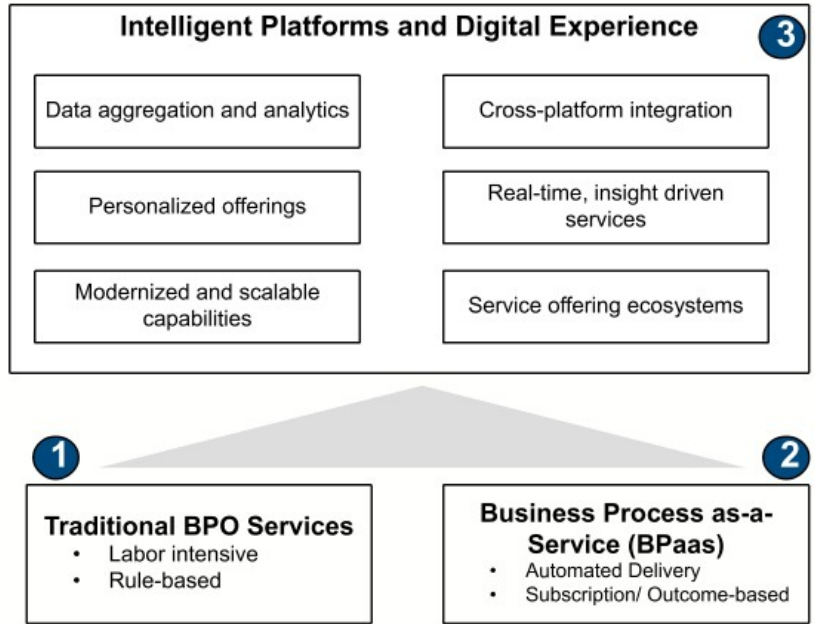 Intelligent Platforms and Digital Experience
3
Data aggregation and analytics
Cross-platform integration
Personalized offerings
Real-time, insight driven
services
Modernized and scalable
capabilities
Service offering ecosystems
1
2
Traditional BPO Services
• Labor intensive
• Rule-based
Business Process as-a-
Service (BPaas)
• Automated Delivery
• Subscription/ Outcome-based